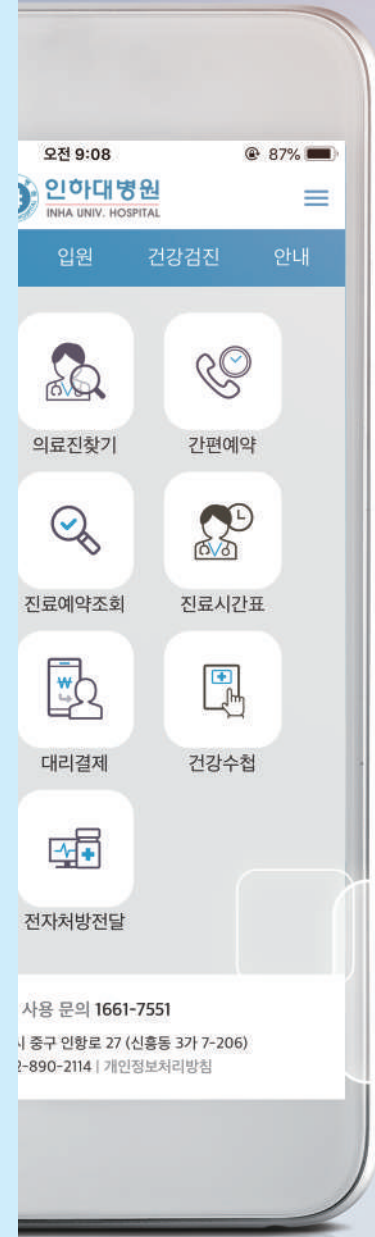 오전 9:08 87%
인하대병원
INHA UNIV. HOSPITAL
입원 건강검진 안내
의료진찾기 간편예약
진료예약조회 진료시간표
₩
대리결제 건강수첩
전자처방전달
사용 문의 1661-7551
시 중구 인항로 27 (신흥동 3가 7-206)
2-890-2114 | 개인정보처리방침